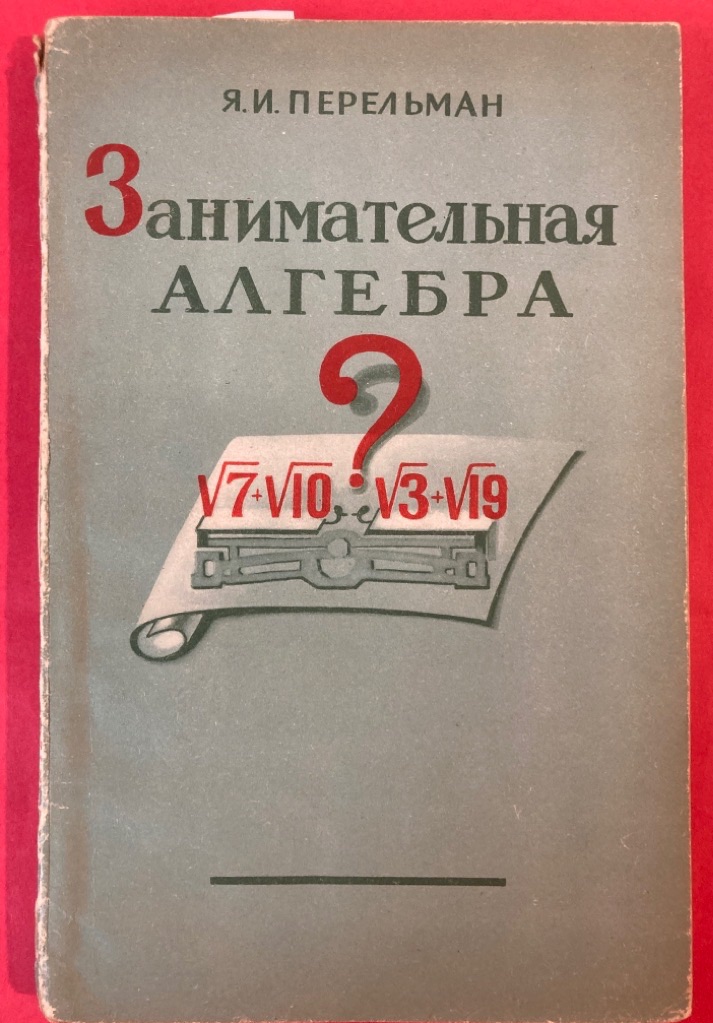 Я.И. ПЕРЕЛЬМАН
Занимательная
АЛГЕБРА
?
√7+√10 √3+√19